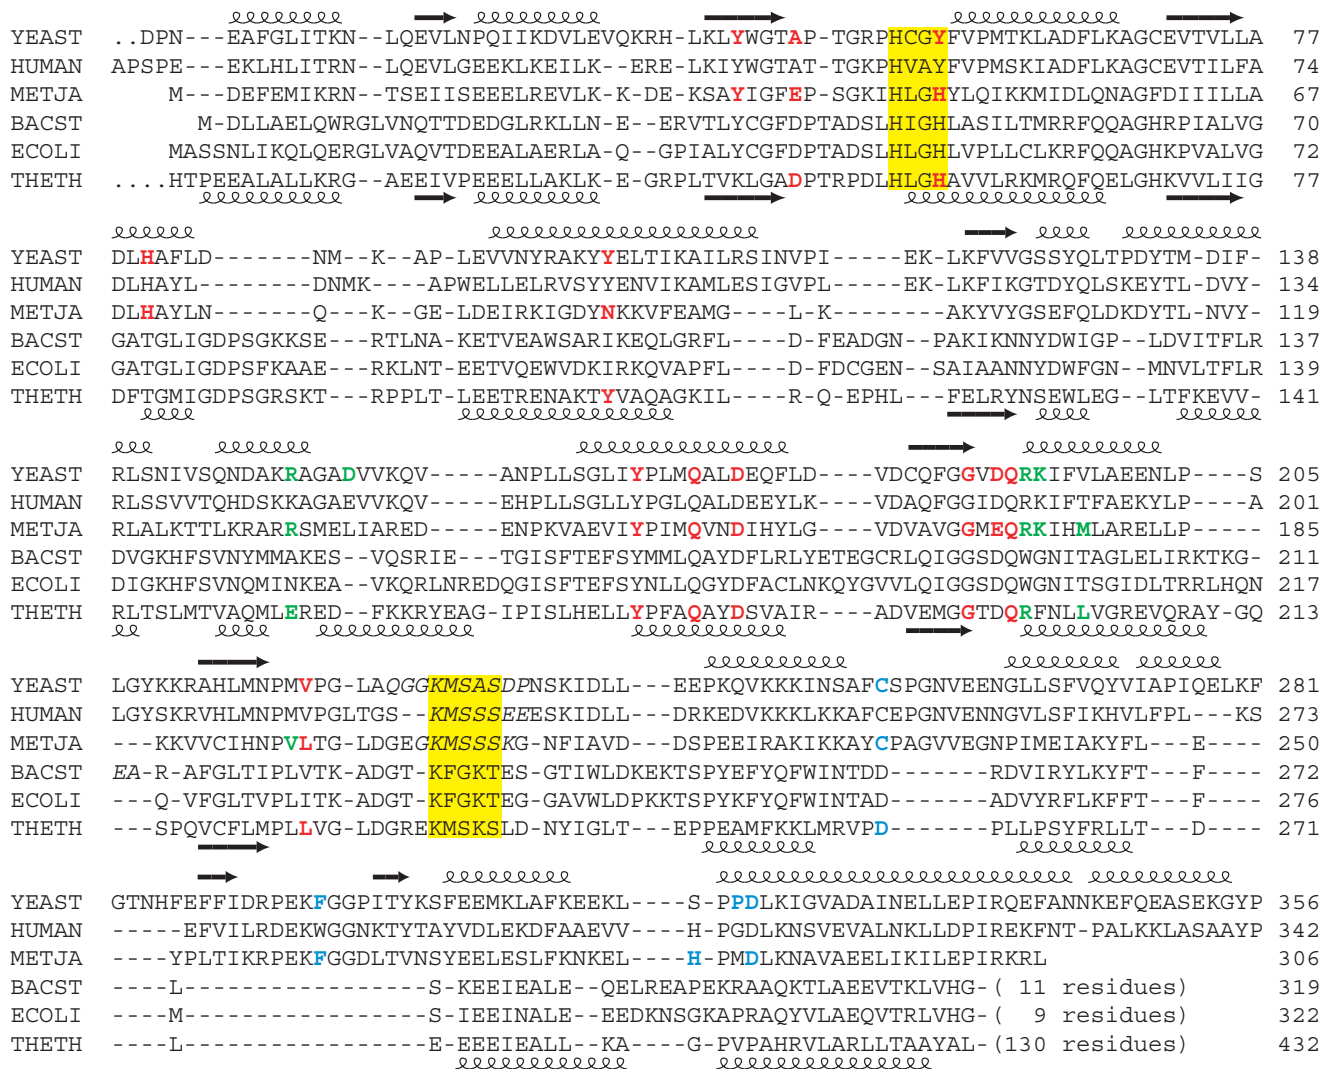 YEAST ..DPN---EAFGLITKN--LQEVLNPQIIKDVLEVQKRH-LKLYWGTAP-TGRPHCGYFVPMTKLADFLKAGCEVTVLLA 77
HUMAN APSPE---EKLHLITRN--LQEVLGEEKLKEILK--ERE-LKIYWGTAT-TGKPHVAYFVPMSKIADFLKAGCEVTILFA 74
METJA M---DEFEMIKRN--TSEIISEEELREVLK-K-DE-KSAYIGFEP-SGKIHLGHYLQIKKMIDLQNAGFDIIILLA 67
BACST M-DLLAELQWRGLVNQTTDEDGLRKLLN-E--ERVTLYCGFDPTADSLHIGHLASILTMRRFQQAGHRPIALVG 70
ECOLI MASSNLIKQLQERGLVAQVTDEEALAERLA-Q--GPIALYCGFDPTADSLHLGHLVPLLCLKRFQQAGHKPVALVG 72
THETH ....HTPEEALALLKRG--AEEIVPEEELLAKLK-E-GRPLTVKLGADPTRPDLHLGHAVVLRKMRQFQELGHKVVLIIG 77
YEAST DLHAFLD-------NM--K--AP-LEVVNYRAKYYELTIKAILRSINVPI-----EK-LKFVVGSSYQLTPDYTM-DIF- 138
HUMAN DLHAYL-------DNMK----APWELLELRVSYYENVIKAMLESIGVPL-----EK-LKFIKGTDYQLSKEYTL-DVY- 134
METJA DLHAYLN-------Q---K--GE-LDEIRKIGDYNKKVFEAMG---L-K------AKYVYGSEFQLDKDYTL-NVY- 119
BACST GATGLIGDPSGKKSE---RTLNA-KETVEAWSARIKEQLGRFL---D-FEADGN-PAKIKNNYDWIGP--LDVITFLR 137
ECOLI GATGLIGDPSFKAAE---RKLNT-EETVQEWVDKIRKQVAPFL---D-FDCGEN-SAIAANNYDWFGN--MNVLTFLR 139
THETH DFTGMIGDPSGRSKT---RPPLT-LEETRENAKTYVAQAGKIL---R-Q-EPHL--FELRYNSEWLEG--LTFKEVV- 141
YEAST RLSNIVSQNDAKRAGADVVKQV-----ANPLLSGLIYPLMQALDEQFLD---VDCQFGGVDQRKIFVLAEENLP----S 205
HUMAN RLSSVVTQHDSKKAGAEVVKQV-----EHPLLSGLLYPGLQALDEEYLK----VDAQFGGIDQRKIFTFAEKYLP----A 201
METJA RLALKTTLKRARRSMELIARED-----ENPKVAEVIYPIMQVNDIHYLG----VDVAVGGMEQRKIHMLARELLP----- 185
BACST DVGKHFSVNYMMAKES--VQSRIE---TGISFTEFSYMMLQAYDFLRLYETEGCRLQIGGSDQWGNITAGLELIRKTKG- 211
ECOLI DIGKHFSVNQMINKEA--VKQRLNREDQGISFTEFSYNLLQGYDFACLNKQYGVVLQIGGSDQWGNITSGIDLTRRLHQN 217
THETH RLTSLMTVAQMLERED--FKKRYEAG-IPISLHELLYPFAQAYDSVAIR----ADVEMGGTDQRFNLLVGREVQRAY-GQ 213
YEAST LGYKKRAHLMNPMVPG-LAQGGKMSASDPNSKIDLL---EEPKQVKKKINSAFCSPGNVEENGLLSFVQYVIAPIQELKF 281
HUMAN LGYSKRVHLMNPMVPGLTGS--KMSSSEEESKIDLL---DRKEDVKKKLKKAFCEPGNVENNGVLSFIKHVLFPL---KS 273
METJA ---KKVVCIHNPVLTG-LDGEGKMSSSKG-NFIAVD---DSPEEIRAKIKKAYCPAGVVEGNPIMEIAKYFL---E---- 250
BACST EA-R-AFGLTIPLVTK-ADGT-KFGKTES-GTIWLDKEKTSPYEFYQFWINTDD-------RDVIRYLKYFT---F---- 272
ECOLI ---Q-VFGLTVPLITK-ADGT-KFGKTEG-GAVWLDPKKTSPYKFYQFWINTAD-------ADVYRFLKFFT---F---- 276
THETH ---SPQVCFLMPLLVG-LDGREKMSKSLD-NYIGLT---EPPEAMFKKLMRVPD-------PLLPSYFRLLT---D---- 271
YEAST GTNHFEFFIDRPEKFGGPITYKSFEEMKLAFKEEKL----S-PPDLKIGVADAINELLEPIRQEFANNKEFQEASEKGYP 356
HUMAN -----EFVILRDEKWGGNKTYTAYVDLEKDFAAEVV----H-PGDLKNSVEVALNKLLDPIREKFNT-PALKKLASAAYP 342
METJA ----YPLTIKRPEKFGGDLTVNSYEELESLFKNKEL----H-PMDLKNAVAEELIKILEPIRKRL 306
BACST ----L----------------S-KEEIEALE--QELREAPEKRAAQKTLAEEVTKLVHG-( 11 residues) 319
ECOLI ----M----------------S-IEEINALE--EEDKNSGKAPRAQYVLAEQVTRLVHG-( 9 residues) 322
THETH ----L----------------E-EEEIEALL--KA---G-PVPAHRVLARLLTAAYAL-(130 residues) 432